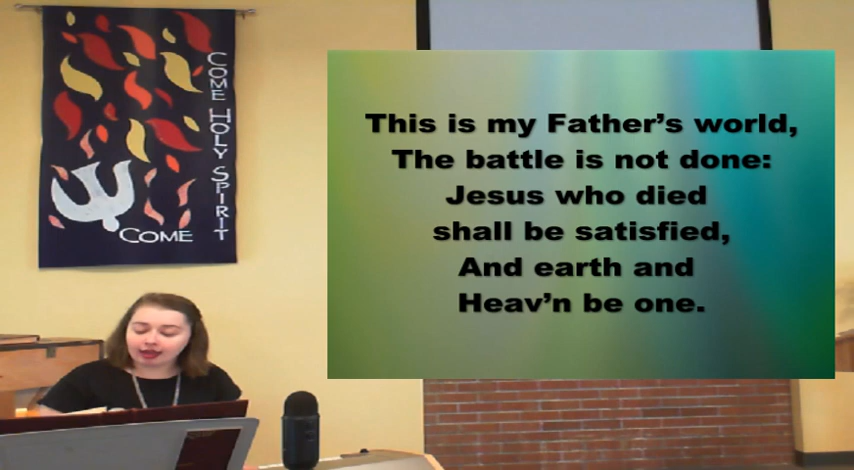 COME HOLY SPIRIT
COME
This is my Father's world,
The battle is not done:
Jesus who died
shall be satisfied,
And earth and
Heav'n be one.